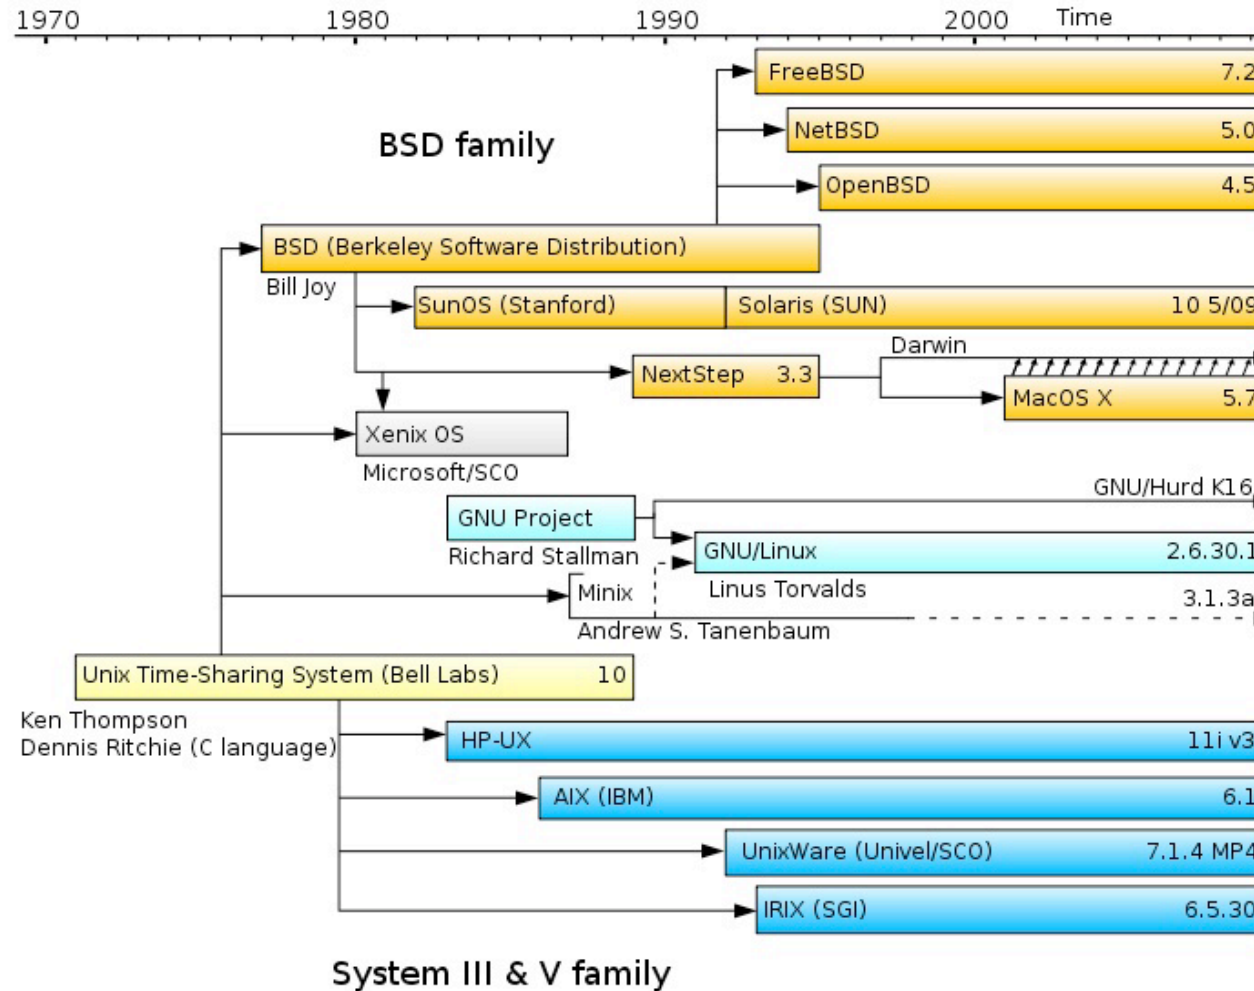 1970 1980 1990 2000 Time
FreeBSD 7.2
BSD family
NetBSD 5.0
OpenBSD 4.5
BSD (Berkeley Software Distribution)
Bill Joy
SunOS (Stanford) Solaris (SUN) 10 5/09
Darwin
NextStep 3.3
MacOS X 5.7
Xenix OS
Microsoft/SCO
GNU/Hurd K16
GNU Project
Richard Stallman
GNU/Linux 2.6.30.1
Linus Torvalds
Minix 3.1.3a
Andrew S. Tanenbaum
Unix Time-Sharing System (Bell Labs) 10
Ken Thompson
Dennis Ritchie (C language)
HP-UX 11i v3
AIX (IBM) 6.1
UnixWare (Univel/SCO) 7.1.4 MP4
IRIX (SGI) 6.5.30
System III & V family